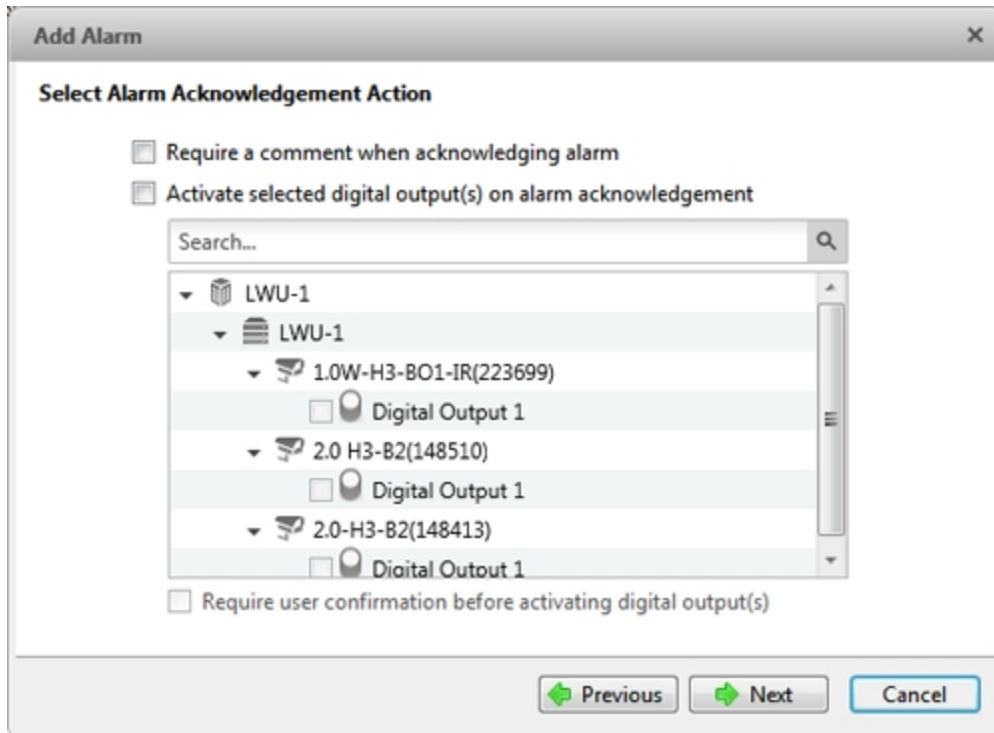 Add Alarm
Select Alarm Acknowledgement Action
Require a comment when acknowledging alarm
Activate selected digital output(s) on alarm acknowledgement
Search...
LWU-1
LWU-1
1.0W-H3-BO1-IR(223699)
Digital Output 1
2.0 H3-B2(148510)
Digital Output 1
2.0-H3-B2(148413)
Digital Output 1
Require user confirmation before activating digital output(s)
Previous Next Cancel